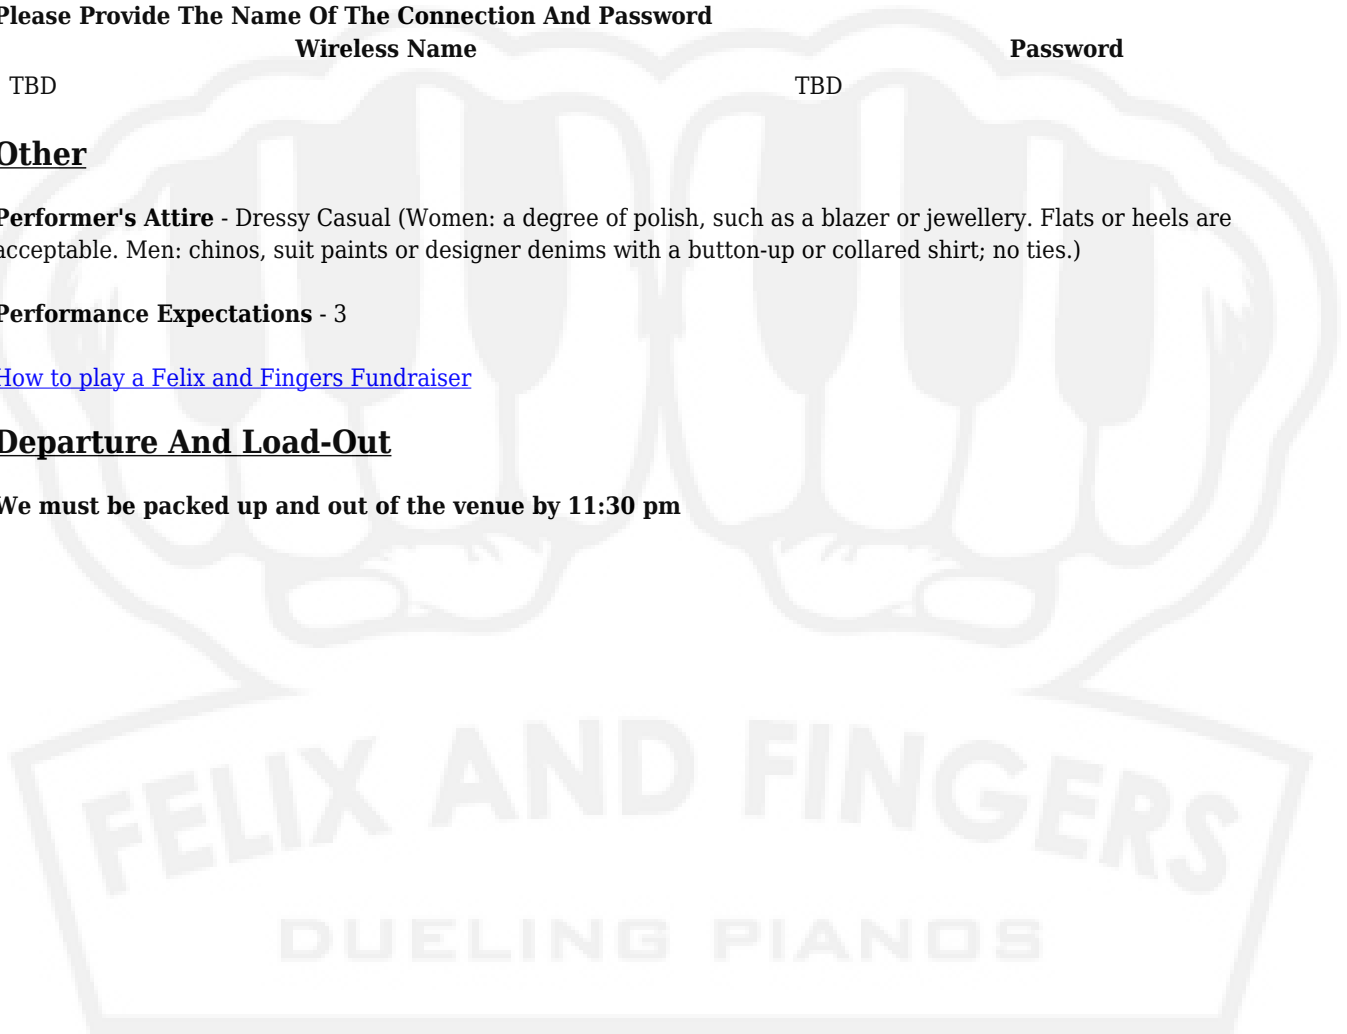 Please Provide The Name Of The Connection And Password
Wireless Name Password
TBD TBD
Other
Performer's Attire - Dressy Casual (Women: a degree of polish, such as a blazer or jewellery. Flats or heels are
acceptable. Men: chinos, suit paints or designer denims with a button-up or collared shirt; no ties.)
Performance Expectations - 3
How to play a Felix and Fingers Fundraiser
Departure And Load-Out
We must be packed up and out of the venue by 11:30 pm
FELIX AND FINGERS
DUELING PIANOS